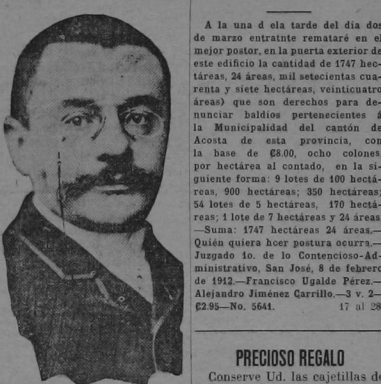 A la una d ela tarde del día dos
de marzo entratnte remataré en el
mejor postor, en la puerta exterior de
este edificio la cantidad de 1747 hec-
táreas, 24 áreas, mil setecientas cua-
renta y siete hectáreas, veinticuatro
áreas) que son derechos para de-
nunciar baldíos pertenecientes á
la Municipalidad del cantón de
Acosta de esta provincia, con
la base de ₡8.00, ocho colones
por hectárea al contado, en la si-
guiente forma: 9 lotes de 100 hectá-
reas, 900 hectáreas; 350 hectáreas;
54 lotes de 5 hectáreas, 170 hectá-
reas; 1 lote de 7 hectáreas y 24 áreas
—Suma: 1747 hectáreas 24 áreas.—
Quién quiera hcer postura ocurra.—
Juzgado 1o. de lo Contencioso-Ad-
ministrativo, San José, 8 de febrero
de 1912.—Francisco Ugalde Pérez.—
Alejandro Jiménez Carrillo.—3 v. 2—
₡2.95—No. 5641. 17 al 28
PRECIOSO REGALO
Conserve Ud. las cajetillas de